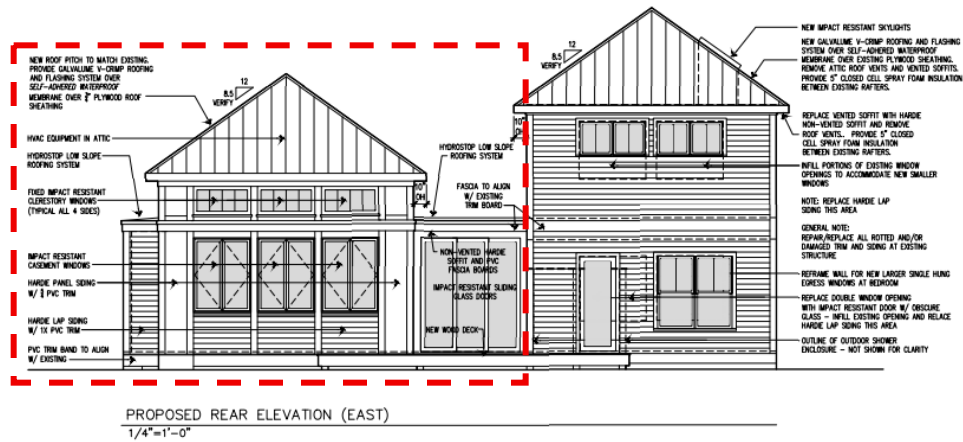 NEW ROOF PITCH TO MATCH EXISTING.
PROVIDE GALVALUME V-CRIMP ROOFING
AND FLASHING SYSTEM OVER
SELF-ADHERED WATERPROOF
MEMBRANE OVER ¾" PLYWOOD ROOF
SHEATHING
12
8.5
VERIFY
HVAC EQUIPMENT IN ATTIC
HYDROSTOP LOW SLOPE
ROOFING SYSTEM
FIXED IMPACT RESISTANT
CLERESTORY WINDOWS
(TYPICAL ALL 4 SIDES)
IMPACT RESISTANT
CASEMENT WINDOWS
HARDIE PANEL SIDING
W/ ¾ PVC TRIM
HARDIE LAP SIDING
W/ 1X PVC TRIM
PVC TRIM BAND TO ALIGN
W/ EXISTING
HYDROSTOP LOW SLOPE
ROOFING SYSTEM
10"
OH
FASCIA TO ALIGN
W/ EXISTING
TRIM BOARD
NON-VENTED HARDIE
SOFFIT AND PVC
FASCIA BOARDS
IMPACT RESISTANT SLIDING
GLASS DOORS
NEW WOOD DECK
12
8.5
VERIFY
10"
OH
NEW IMPACT RESISTANT SKYLIGHTS
NEW GALVALUME V-CRIMP ROOFING AND FLASHING
SYSTEM OVER SELF-ADHERED WATERPROOF
MEMBRANE OVER EXISTING PLYWOOD SHEATHING.
REMOVE ATTIC ROOF VENTS AND VENTED SOFFITS.
PROVIDE 5" CLOSED CELL SPRAY FOAM INSULATION
BETWEEN EXISTING RAFTERS.
REPLACE VENTED SOFFIT WITH HARDIE
NON-VENTED SOFFIT AND REMOVE
ROOF VENTS.. PROVIDE 5" CLOSED
CELL SPRAY FOAM INSULATION
BETWEEN EXISTING RAFTERS.
INFILL PORTIONS OF EXISTING WINDOW
OPENINGS TO ACCOMMODATE NEW SMALLER
WINDOWS
NOTE: REPLACE HARDIE LAP
SIDING THIS AREA
GENERAL NOTE:
REPAIR/REPLACE ALL ROTTED AND/OR
DAMAGED TRIM AND SIDING AT EXISTING
STRUCTURE
REFRAME WALL FOR NEW LARGER SINGLE HUNG
EGRESS WINDOWS AT BEDROOM
REPLACE DOUBLE WINDOW OPENING
WITH IMPACT RESISTANT DOOR W/ OBSCURE
GLASS - INFILL EXISTING OPENING AND RELACE
HARDIE LAP SIDING THIS AREA
OUTLINE OF OUTDOOR SHOWER
ENCLOSURE - NOT SHOWN FOR CLARITY
PROPOSED REAR ELEVATION (EAST)
1/4"=1'-0"